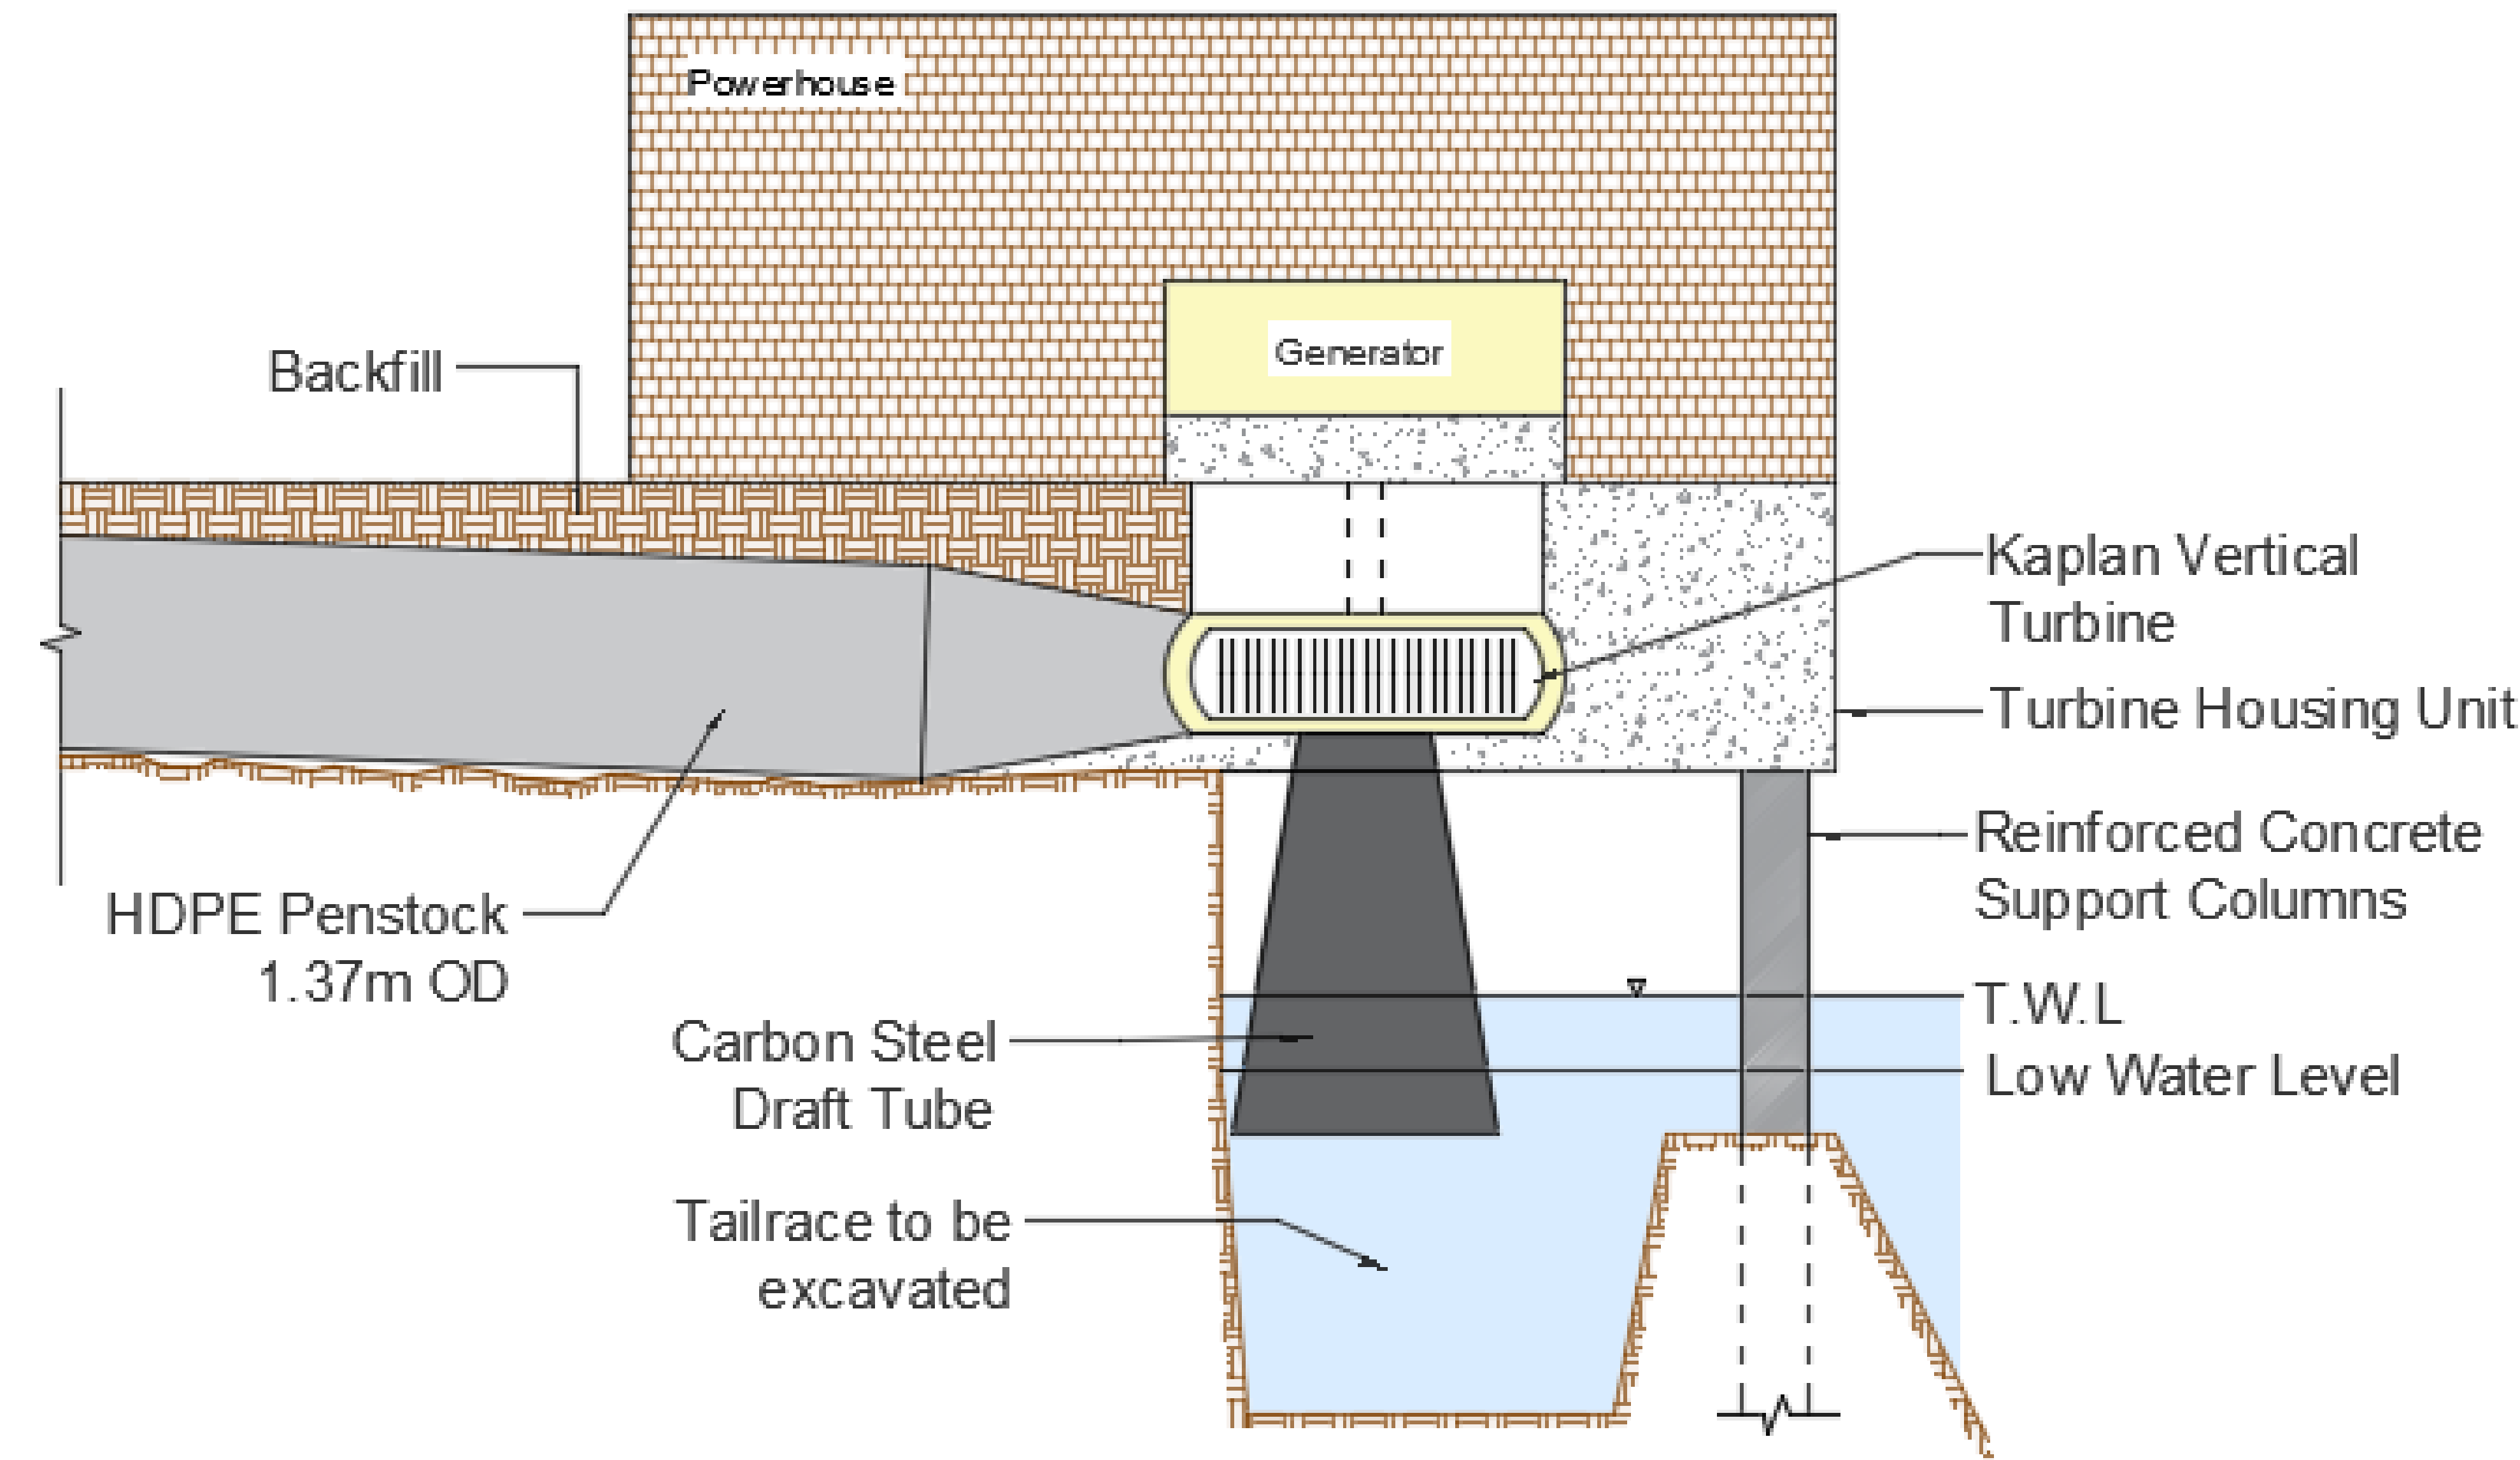 Powerhouse
Generator
Backfill
Kaplan Vertical
Turbine
Turbine Housing Unit
Reinforced Concrete
Support Columns
HDPE Penstock
1.37m OD
T.W.L
Carbon Steel
Draft Tube
Low Water Level
Tailrace to be
excavated